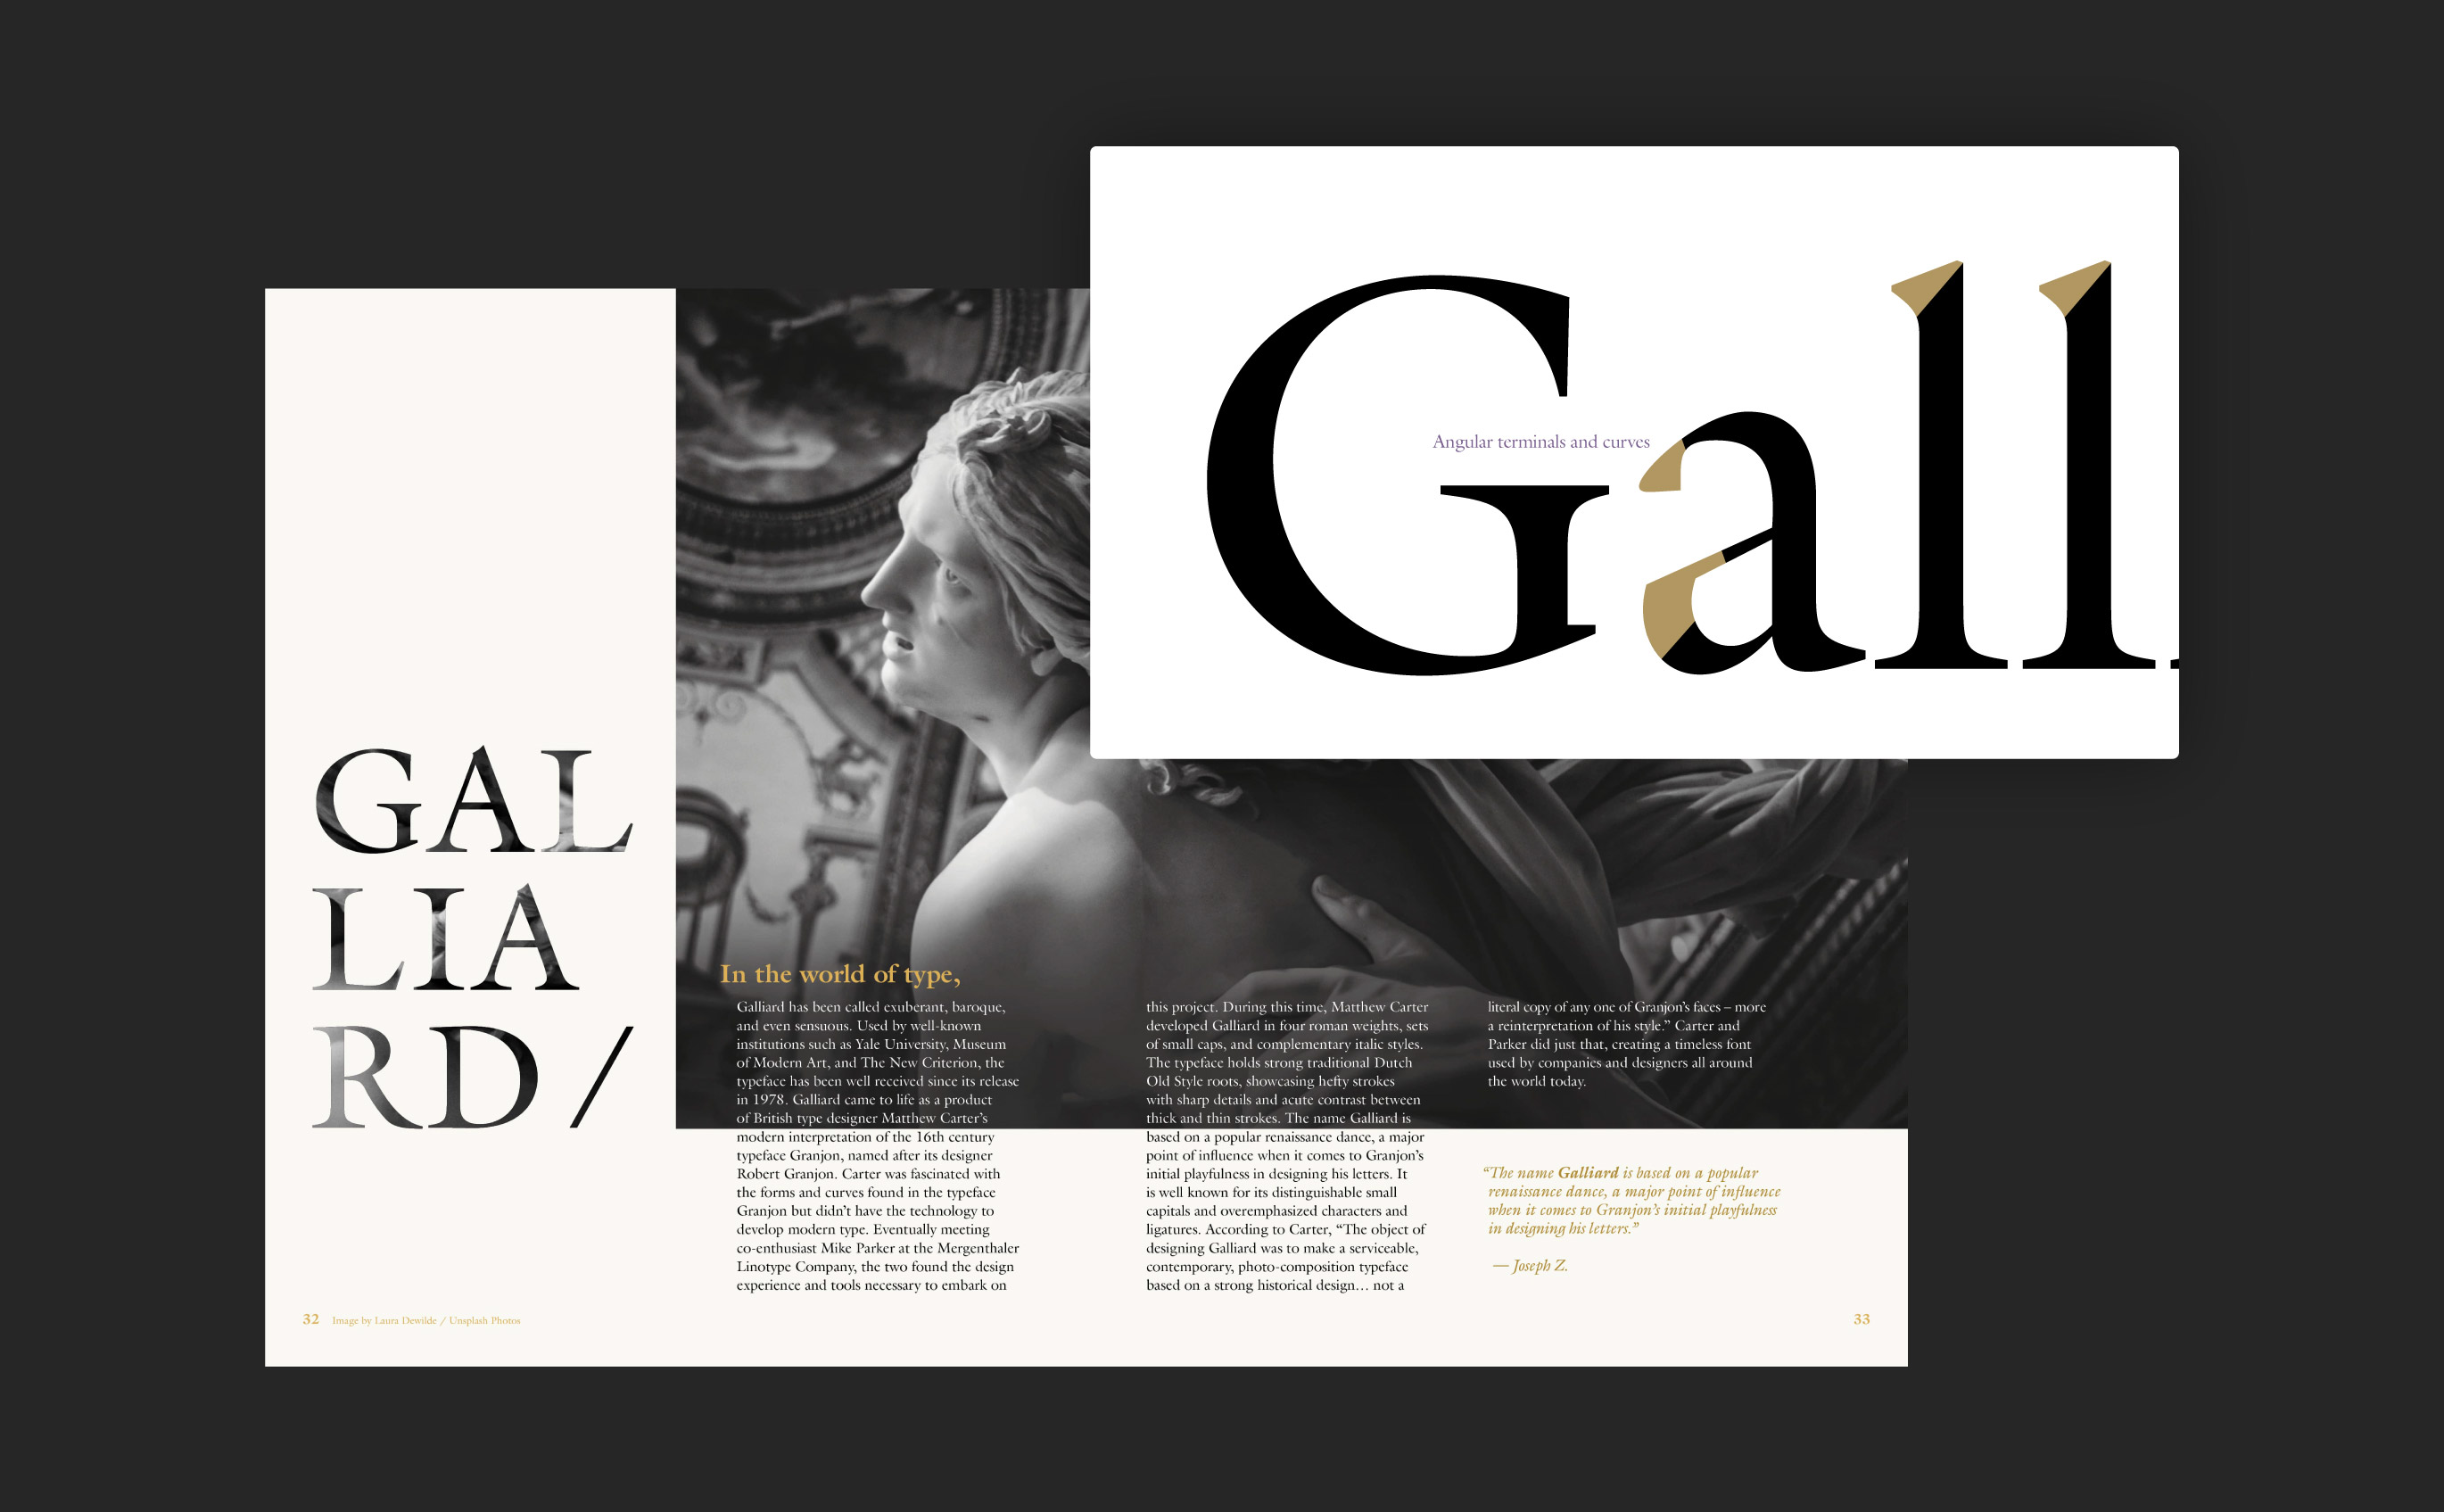 GAL
LIA
RD/
Gall
Angular terminals and curves
In the world of type,
Galliard has been called exuberant, baroque,
and even sensuous. Used by well-known
institutions such as Yale University, Museum
of Modern Art, and The New Criterion, the
typeface has been well received since its release
in 1978. Galliard came to life as a product
of British type designer Matthew Carter’s
modern interpretation of the 16th century
typeface Granjon, named after its designer
Robert Granjon. Carter was fascinated with
the forms and curves found in the typeface
Granjon but didn’t have the technology to
develop modern type. Eventually meeting
co-enthusiast Mike Parker at the Mergenthaler
Linotype Company, the two found the design
experience and tools necessary to embark on
this project. During this time, Matthew Carter
developed Galliard in four roman weights, sets
of small caps, and complementary italic styles.
The typeface holds strong traditional Dutch
Old Style roots, showcasing hefty strokes
with sharp details and acute contrast between
thick and thin strokes. The name Galliard is
based on a popular renaissance dance, a major
point of influence when it comes to Granjon’s
initial playfulness in designing his letters. It
is well known for its distinguishable small
capitals and overemphasized characters and
ligatures. According to Carter, “The object of
designing Galliard was to make a serviceable,
contemporary, photo-composition typeface
based on a strong historical design… not a
literal copy of any one of Granjon’s faces – more
a reinterpretation of his style.” Carter and
Parker did just that, creating a timeless font
used by companies and designers all around
the world today.
“The name Galliard is based on a popular
renaissance dance, a major point of influence
when it comes to Granjon’s initial playfulness
in designing his letters.”
— Joseph Z.
32 Image by Laura Dewilde / Unsplash Photos
33